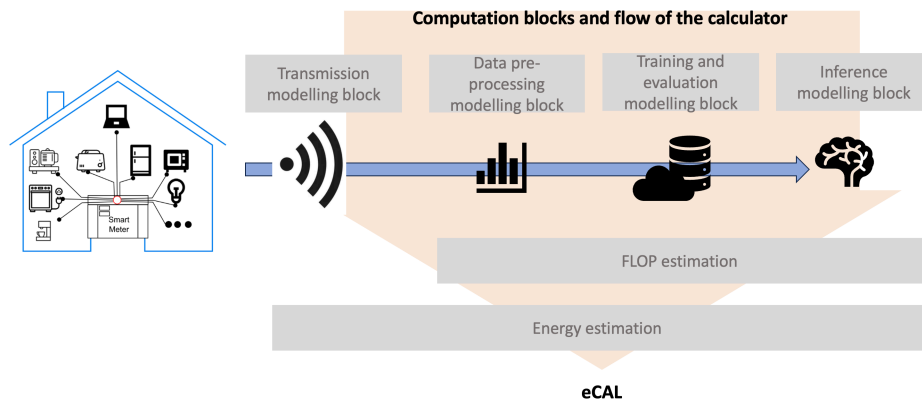 Computation blocks and flow of the calculator
Transmission
modelling block
Data pre-
processing
modelling block
Training and
evaluation
modelling block
Inference
modelling block
Smart
Meter
FLOP estimation
Energy estimation
eCAL